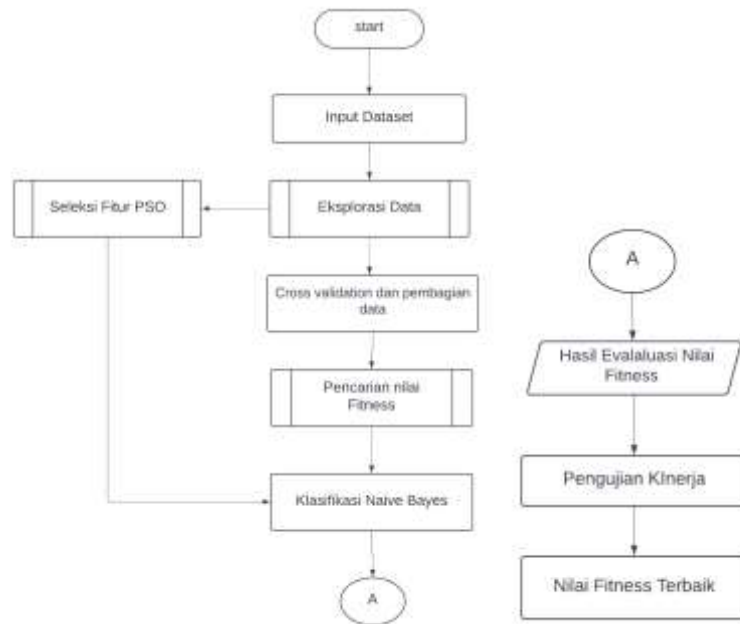 start
Input Dataset
Seleksi Fitur PSO
Eksplorasi Data
Cross validation dan pembagian
data
Pencarian nilai
Fitness
Klasifikasi Naive Bayes
A
A
Hasil Evalaluasi Nilai
Fitness
Pengujian KInerja
Nilai Fitness Terbaik